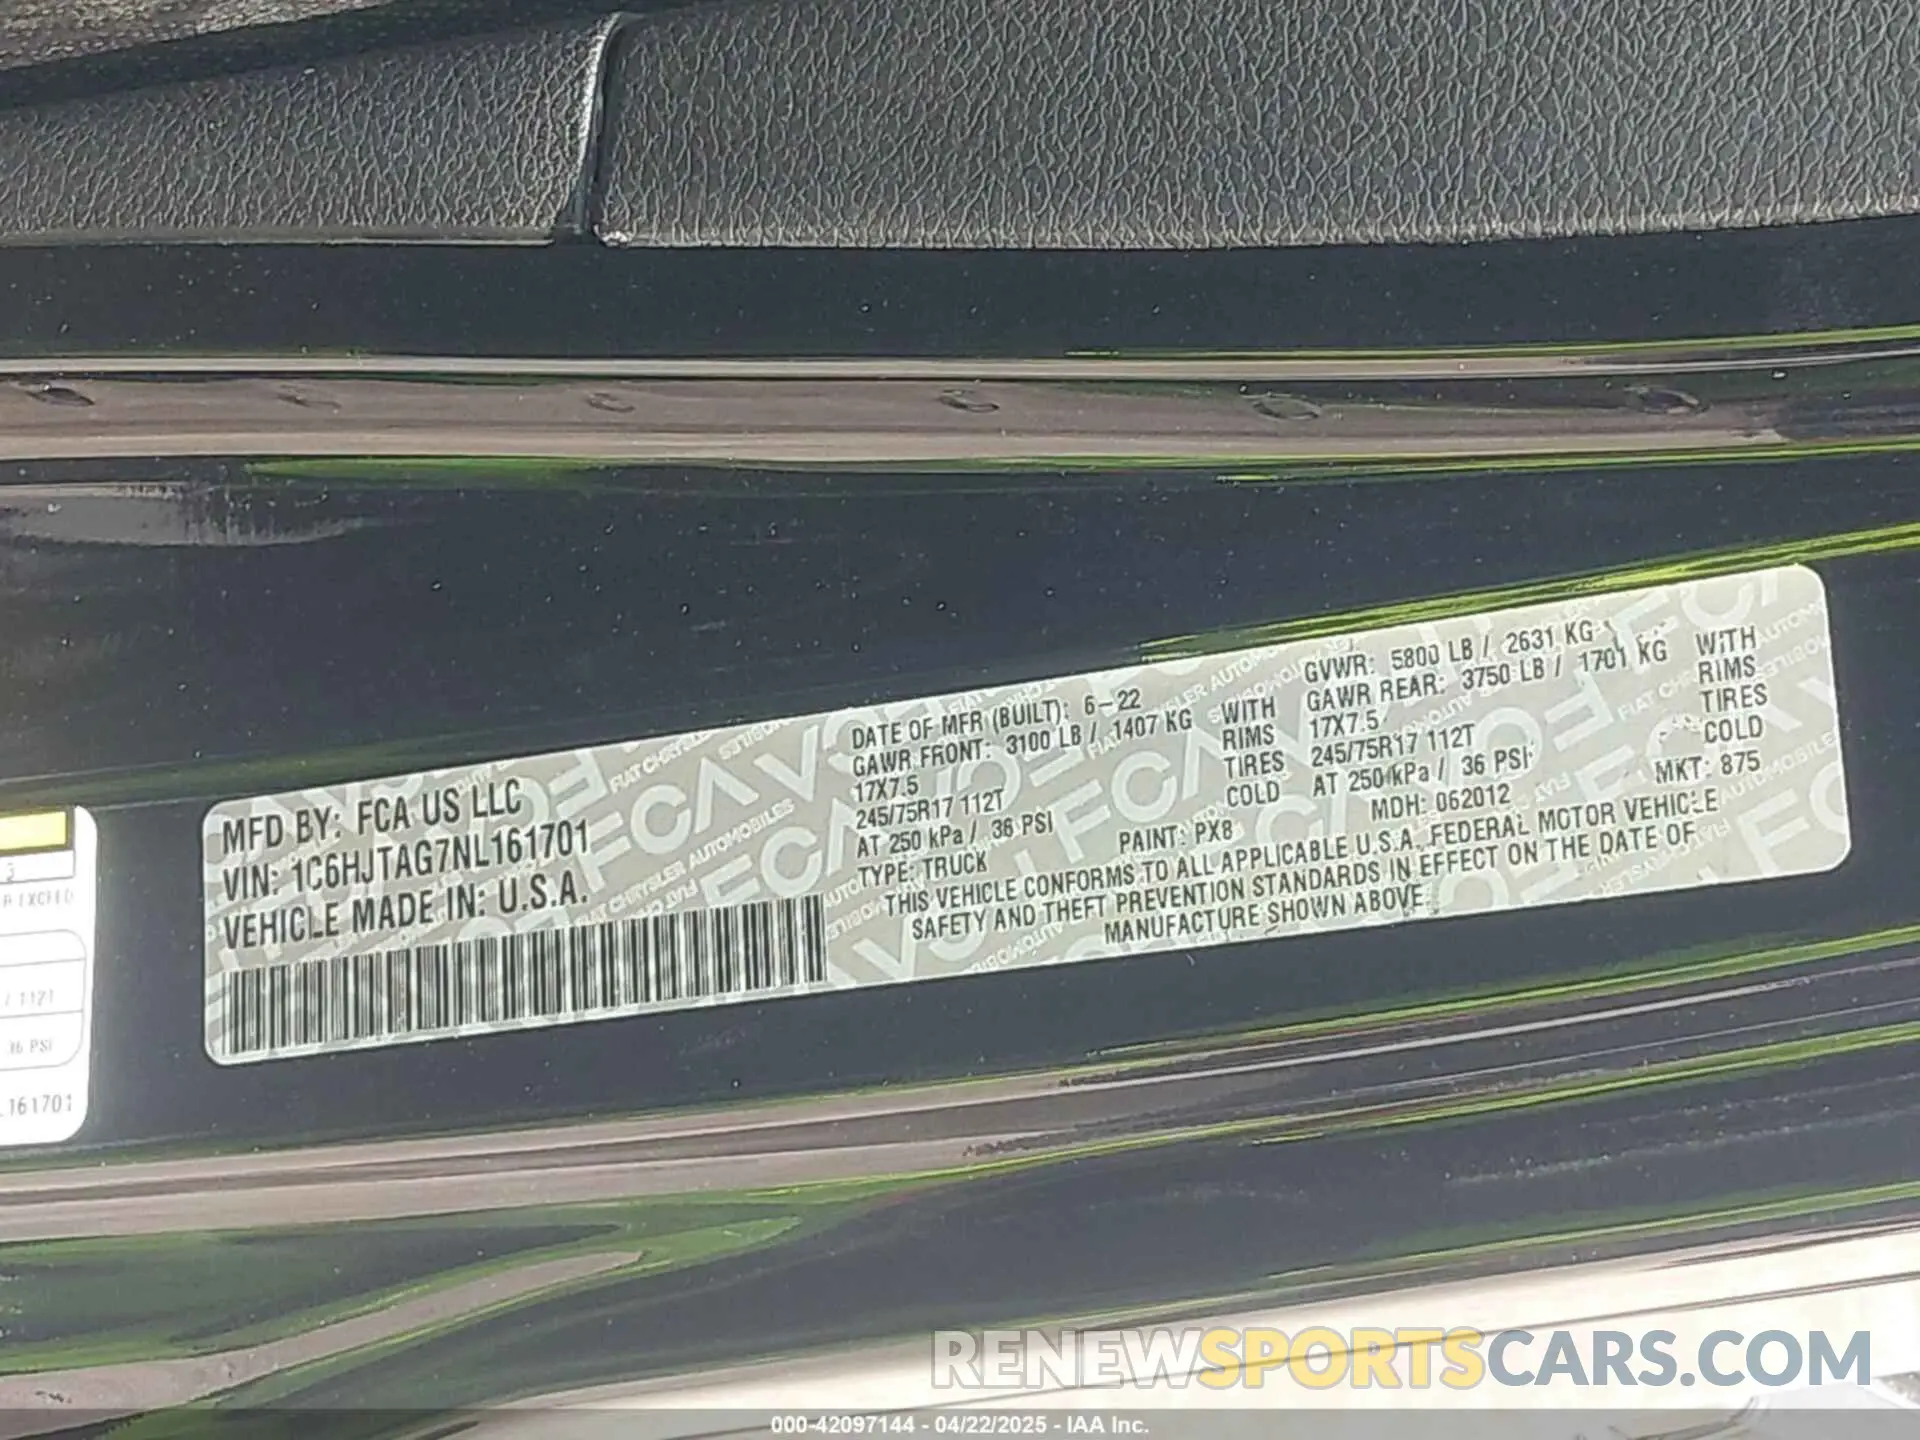 MFD BY: FCA US LLC
VIN: 1C6HJTAG7NL161701
VEHICLE MADE IN: U.S.A.
DATE OF MFR (BUILT): 6-22
GAWR FRONT: 3100 LB / 1407 KG WITH
17X7.5 RIMS
245/75R17 112T TIRES
AT 250 kPa / 36 PSI COLD
TYPE: TRUCK PAINT: PX8
GVWR: 5800 LB / 2631 KG
GAWR REAR: 3750 LB / 1701 KG WITH
17X7.5 RIMS
245/75R17 112T TIRES
AT 250 kPa / 36 PSI COLD
MDH: 062012 MKT: 875
THIS VEHICLE CONFORMS TO ALL APPLICABLE U.S.A. FEDERAL MOTOR VEHICLE
SAFETY AND THEFT PREVENTION STANDARDS IN EFFECT ON THE DATE OF
MANUFACTURE SHOWN ABOVE.
EXCEED
/ 112T
36 PSI
L161701
RENEWSPORTSCARS.COM
000-42097144 - 04/22/2025 - IAA Inc.